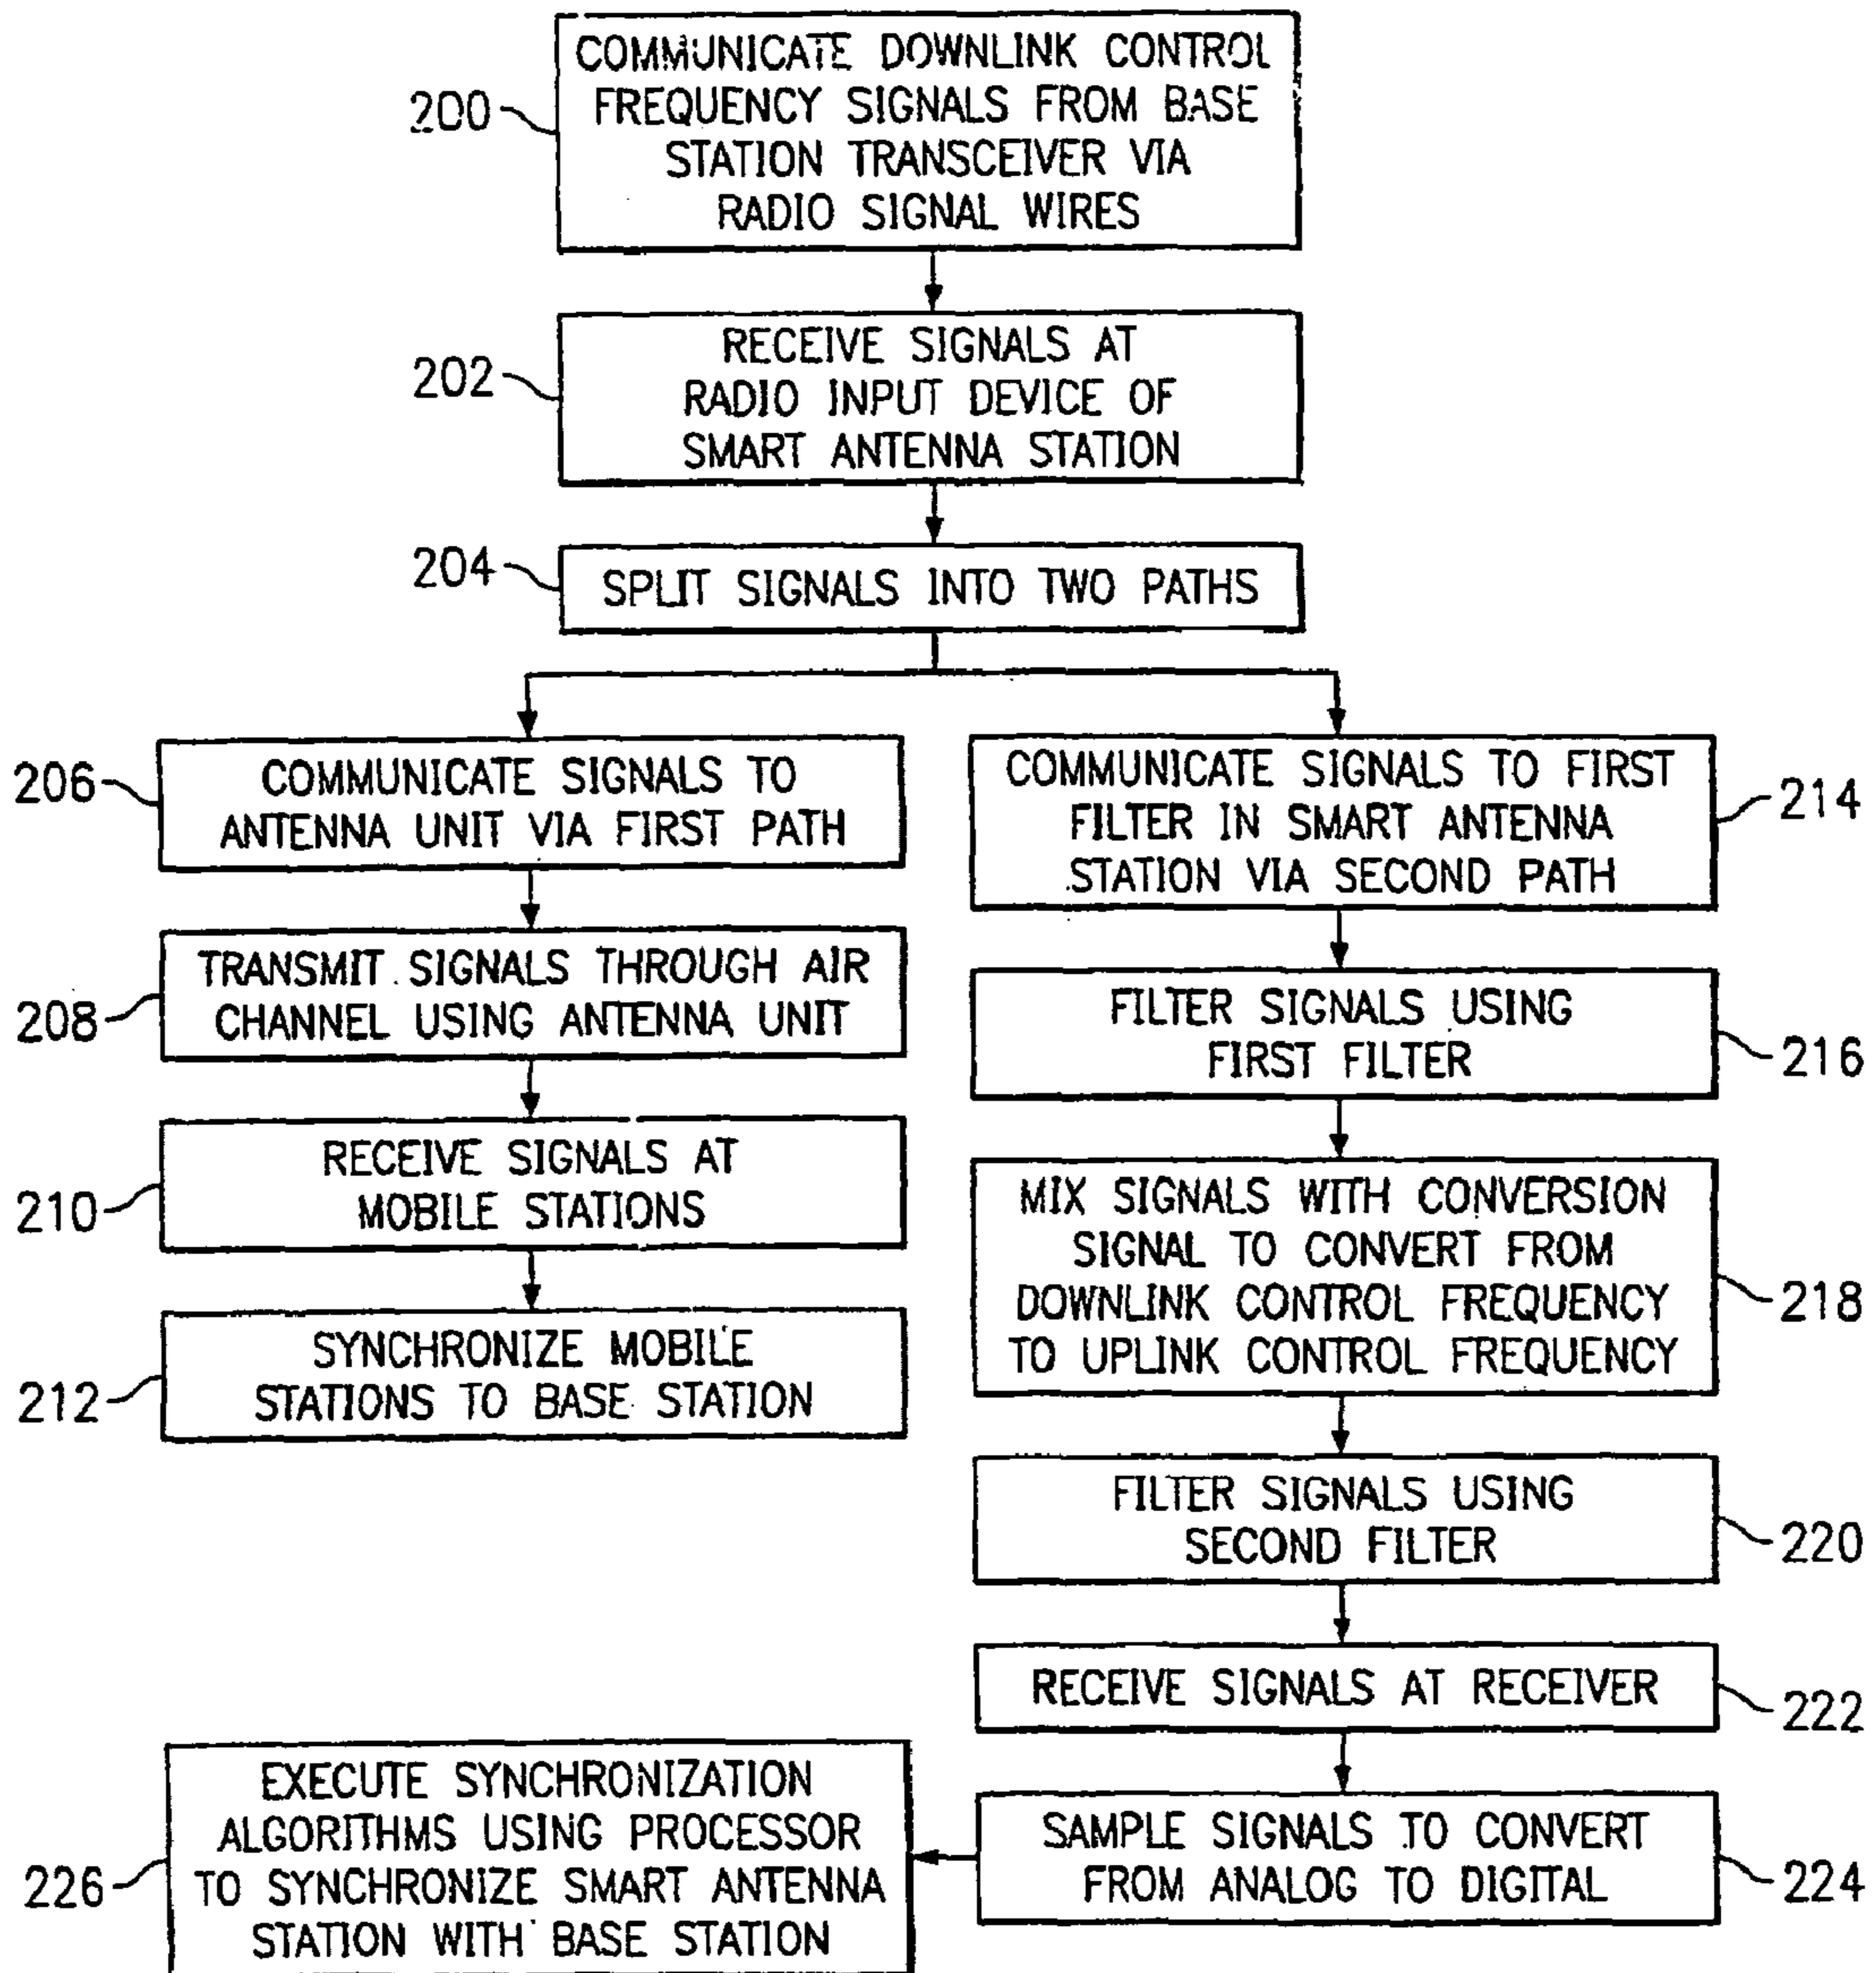 200
COMMUNICATE DOWNLINK CONTROL
FREQUENCY SIGNALS FROM BASE
STATION TRANSCEIVER VIA
RADIO SIGNAL WIRES
202
RECEIVE SIGNALS AT
RADIO INPUT DEVICE OF
SMART ANTENNA STATION
204
SPLIT SIGNALS INTO TWO PATHS
206
COMMUNICATE SIGNALS TO
ANTENNA UNIT VIA FIRST PATH
208
TRANSMIT SIGNALS THROUGH AIR
CHANNEL USING ANTENNA UNIT
210
RECEIVE SIGNALS AT
MOBILE STATIONS
212
SYNCHRONIZE MOBILE
STATIONS TO BASE STATION
COMMUNICATE SIGNALS TO FIRST
FILTER IN SMART ANTENNA
STATION VIA SECOND PATH
214
FILTER SIGNALS USING
FIRST FILTER
216
MIX SIGNALS WITH CONVERSION
SIGNAL TO CONVERT FROM
DOWNLINK CONTROL FREQUENCY
TO UPLINK CONTROL FREQUENCY
218
FILTER SIGNALS USING
SECOND FILTER
220
RECEIVE SIGNALS AT RECEIVER
222
SAMPLE SIGNALS TO CONVERT
FROM ANALOG TO DIGITAL
224
226
EXECUTE SYNCHRONIZATION
ALGORITHMS USING PROCESSOR
TO SYNCHRONIZE SMART ANTENNA
STATION WITH BASE STATION